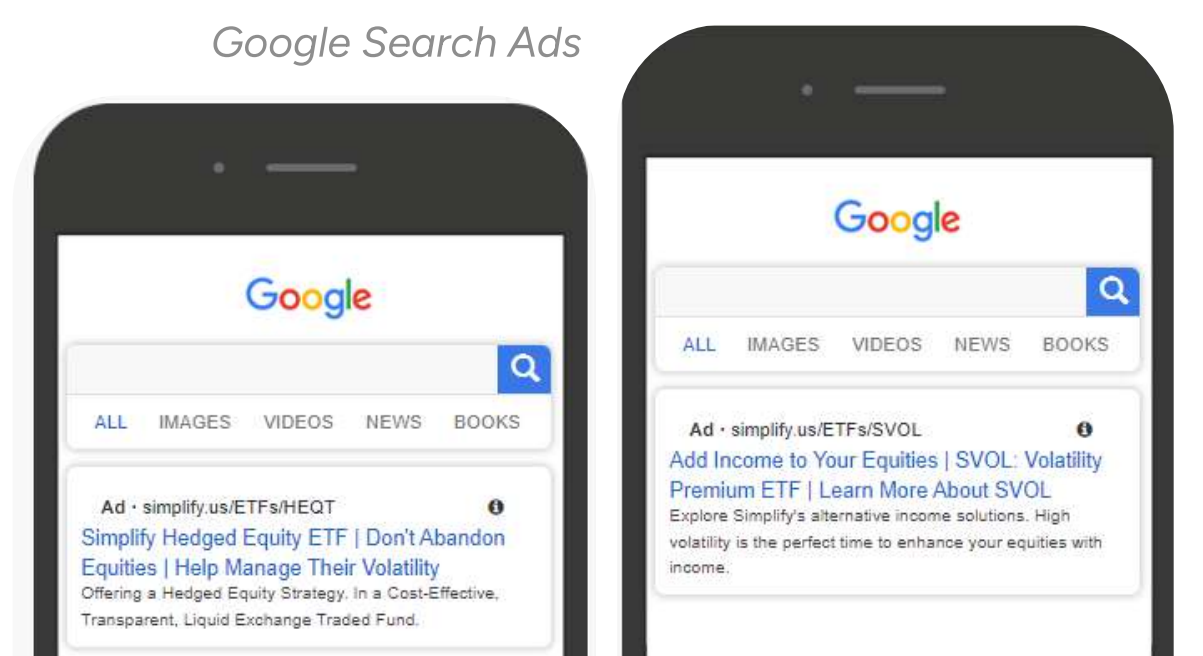 Google Search Ads
Google
ALL IMAGES VIDEOS NEWS BOOKS
Ad · simplify.us/ETFs/HEQT
Simplify Hedged Equity ETF | Don't Abandon
Equities | Help Manage Their Volatility
Offering a Hedged Equity Strategy. In a Cost-Effective,
Transparent, Liquid Exchange Traded Fund.
Google
ALL IMAGES VIDEOS NEWS BOOKS
Ad · simplify.us/ETFs/SVOL
Add Income to Your Equities | SVOL: Volatility
Premium ETF | Learn More About SVOL
Explore Simplify's alternative income solutions. High
volatility is the perfect time to enhance your equities with
income.